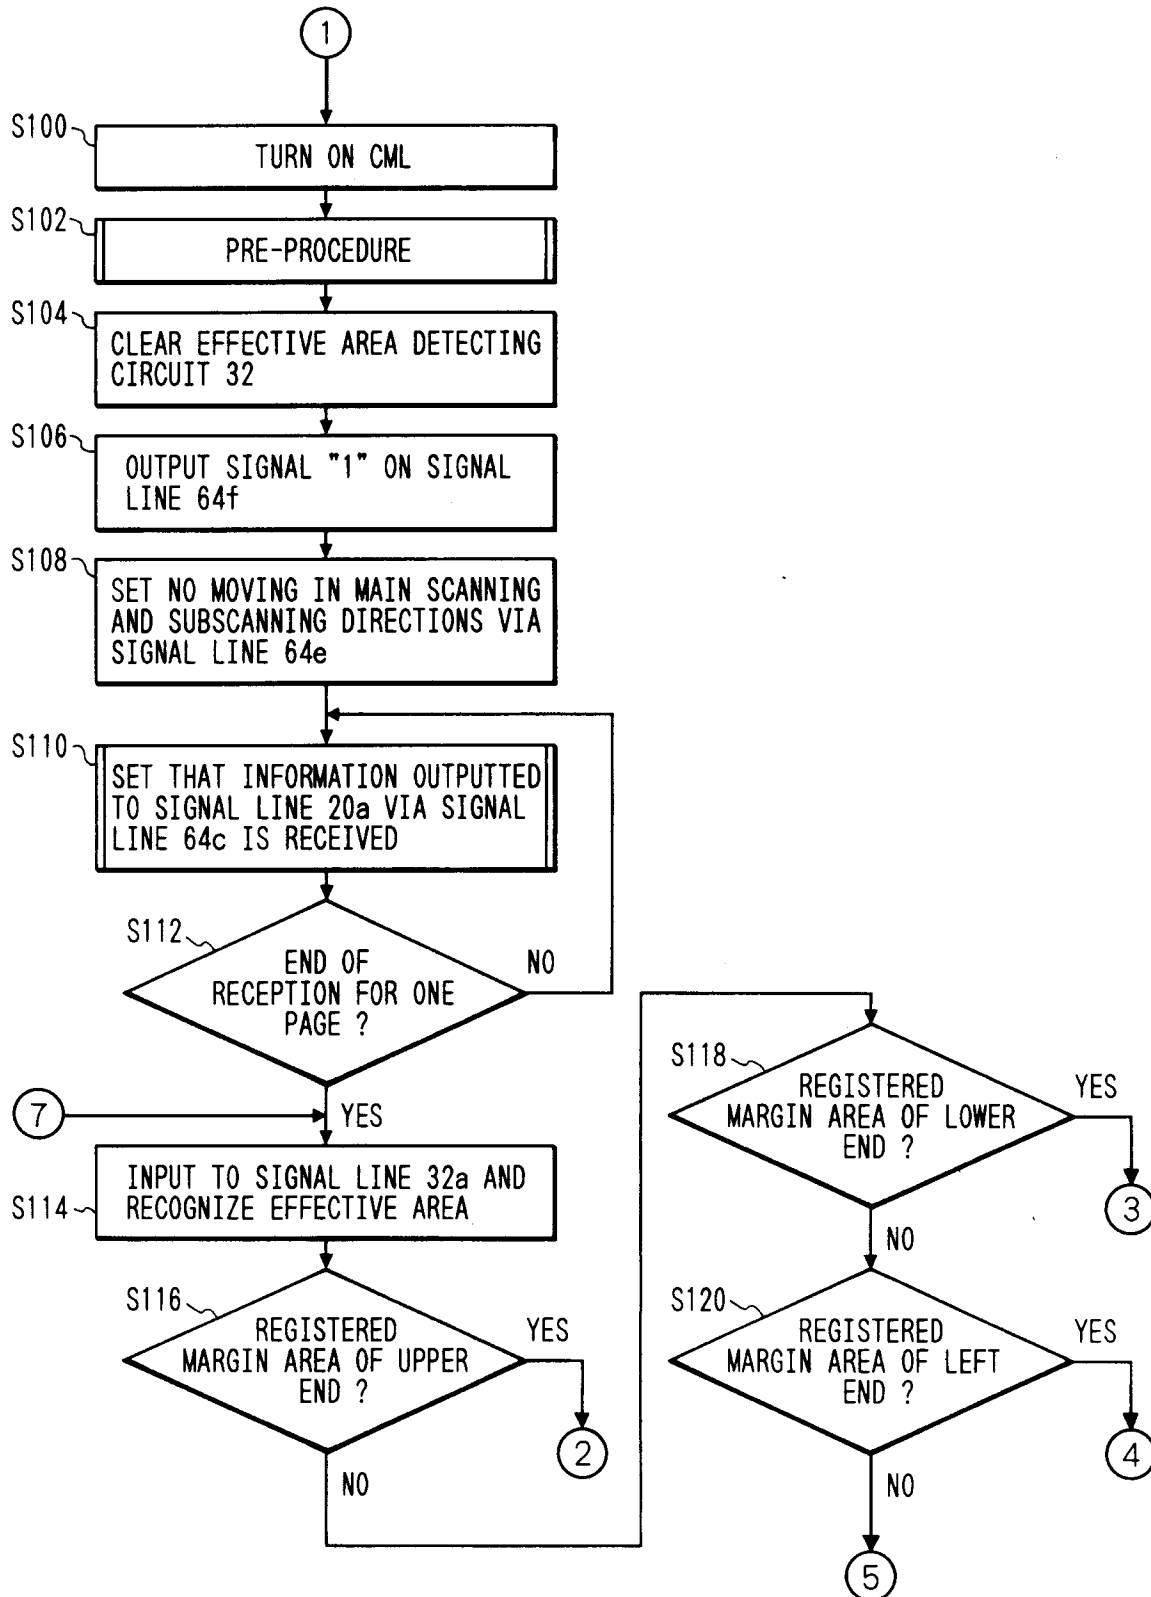 1
S100
TURN ON CML
S102
PRE-PROCEDURE
S104
CLEAR EFFECTIVE AREA DETECTING
CIRCUIT 32
S106
OUTPUT SIGNAL "1" ON SIGNAL
LINE 64f
S108
SET NO MOVING IN MAIN SCANNING
AND SUBSCANNING DIRECTIONS VIA
SIGNAL LINE 64e
S110
SET THAT INFORMATION OUTPUTTED
TO SIGNAL LINE 20a VIA SIGNAL
LINE 64c IS RECEIVED
S112
END OF
RECEPTION FOR ONE
PAGE ?
NO
7
YES
S114
INPUT TO SIGNAL LINE 32a AND
RECOGNIZE EFFECTIVE AREA
S116
REGISTERED
MARGIN AREA OF UPPER
END ?
YES
2
NO
S118
REGISTERED
MARGIN AREA OF LOWER
END ?
YES
3
NO
S120
REGISTERED
MARGIN AREA OF LEFT
END ?
YES
4
NO
5